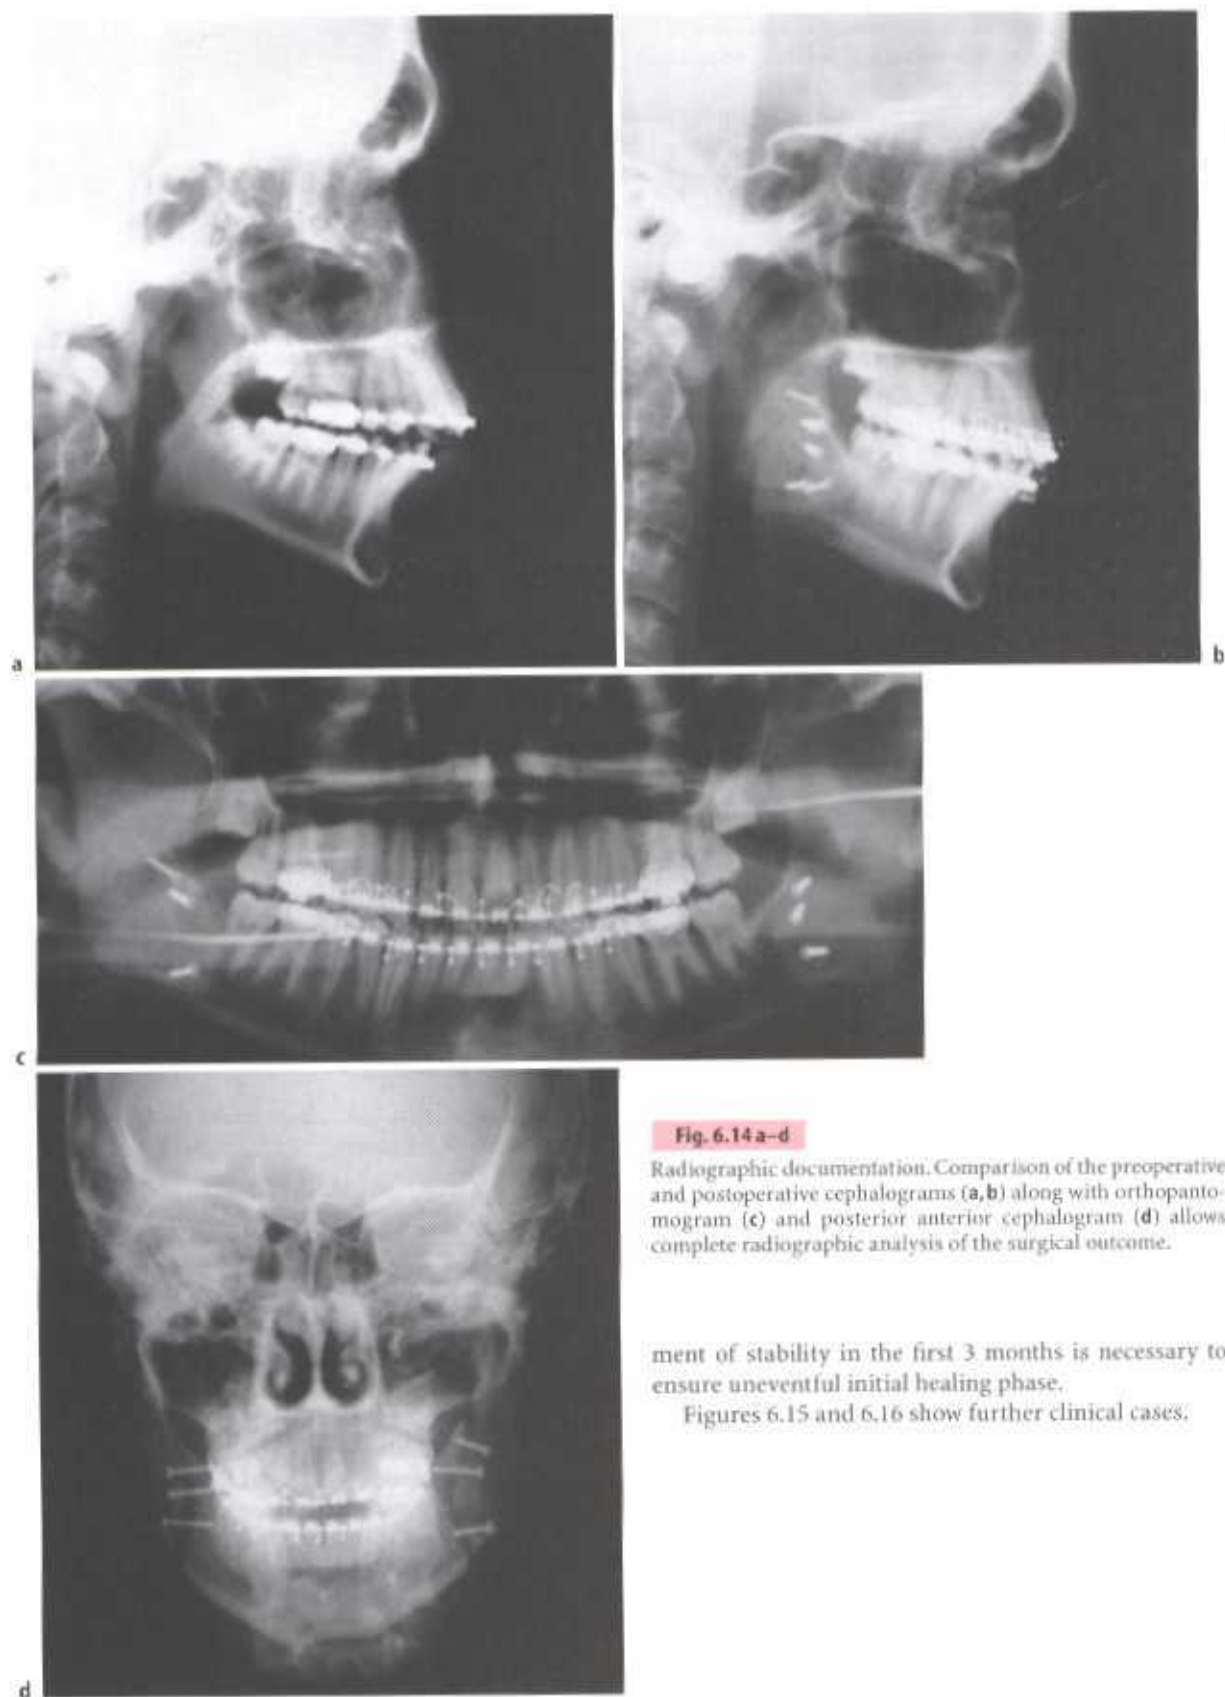 a
b
c
d
Fig. 6.14 a–d
Radiographic documentation. Comparison of the preoperative
and postoperative cephalograms (a, b) along with orthopanto-
mogram (c) and posterior anterior cephalogram (d) allows
complete radiographic analysis of the surgical outcome.
ment of stability in the first 3 months is necessary to
ensure uneventful initial healing phase.
Figures 6.15 and 6.16 show further clinical cases.